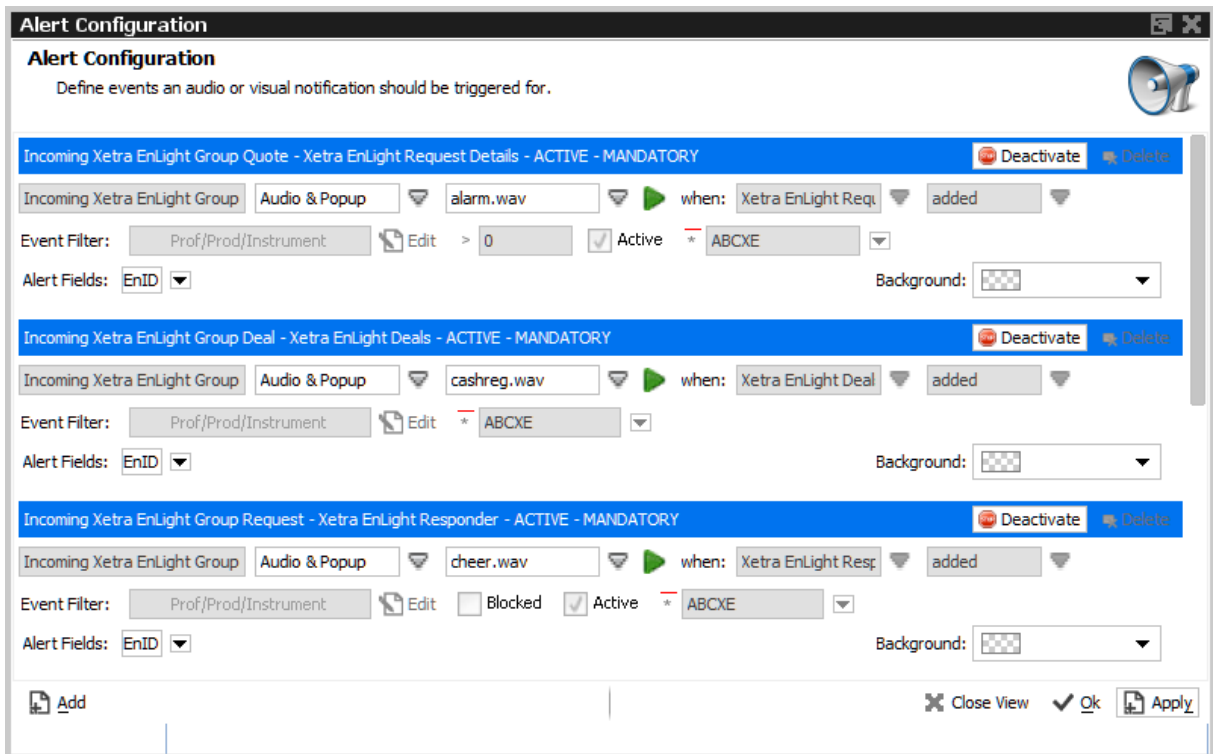 Alert Configuration
Alert Configuration
Define events an audio or visual notification should be triggered for.
Incoming Xetra EnLight Group Quote - Xetra EnLight Request Details - ACTIVE - MANDATORY Deactivate Delete
Incoming Xetra EnLight Group Audio & Popup alarm.wav when: Xetra EnLight Requ added
Event Filter: Prof/Prod/Instrument Edit > 0 Active * ABCXE
Alert Fields: EnID Background:
Incoming Xetra EnLight Group Deal - Xetra EnLight Deals - ACTIVE - MANDATORY Deactivate Delete
Incoming Xetra EnLight Group Audio & Popup cashreg.wav when: Xetra EnLight Deal added
Event Filter: Prof/Prod/Instrument Edit * ABCXE
Alert Fields: EnID Background:
Incoming Xetra EnLight Group Request - Xetra EnLight Responder - ACTIVE - MANDATORY Deactivate Delete
Incoming Xetra EnLight Group Audio & Popup cheer.wav when: Xetra EnLight Resp added
Event Filter: Prof/Prod/Instrument Edit Blocked Active * ABCXE
Alert Fields: EnID Background:
Add Close View Ok Apply